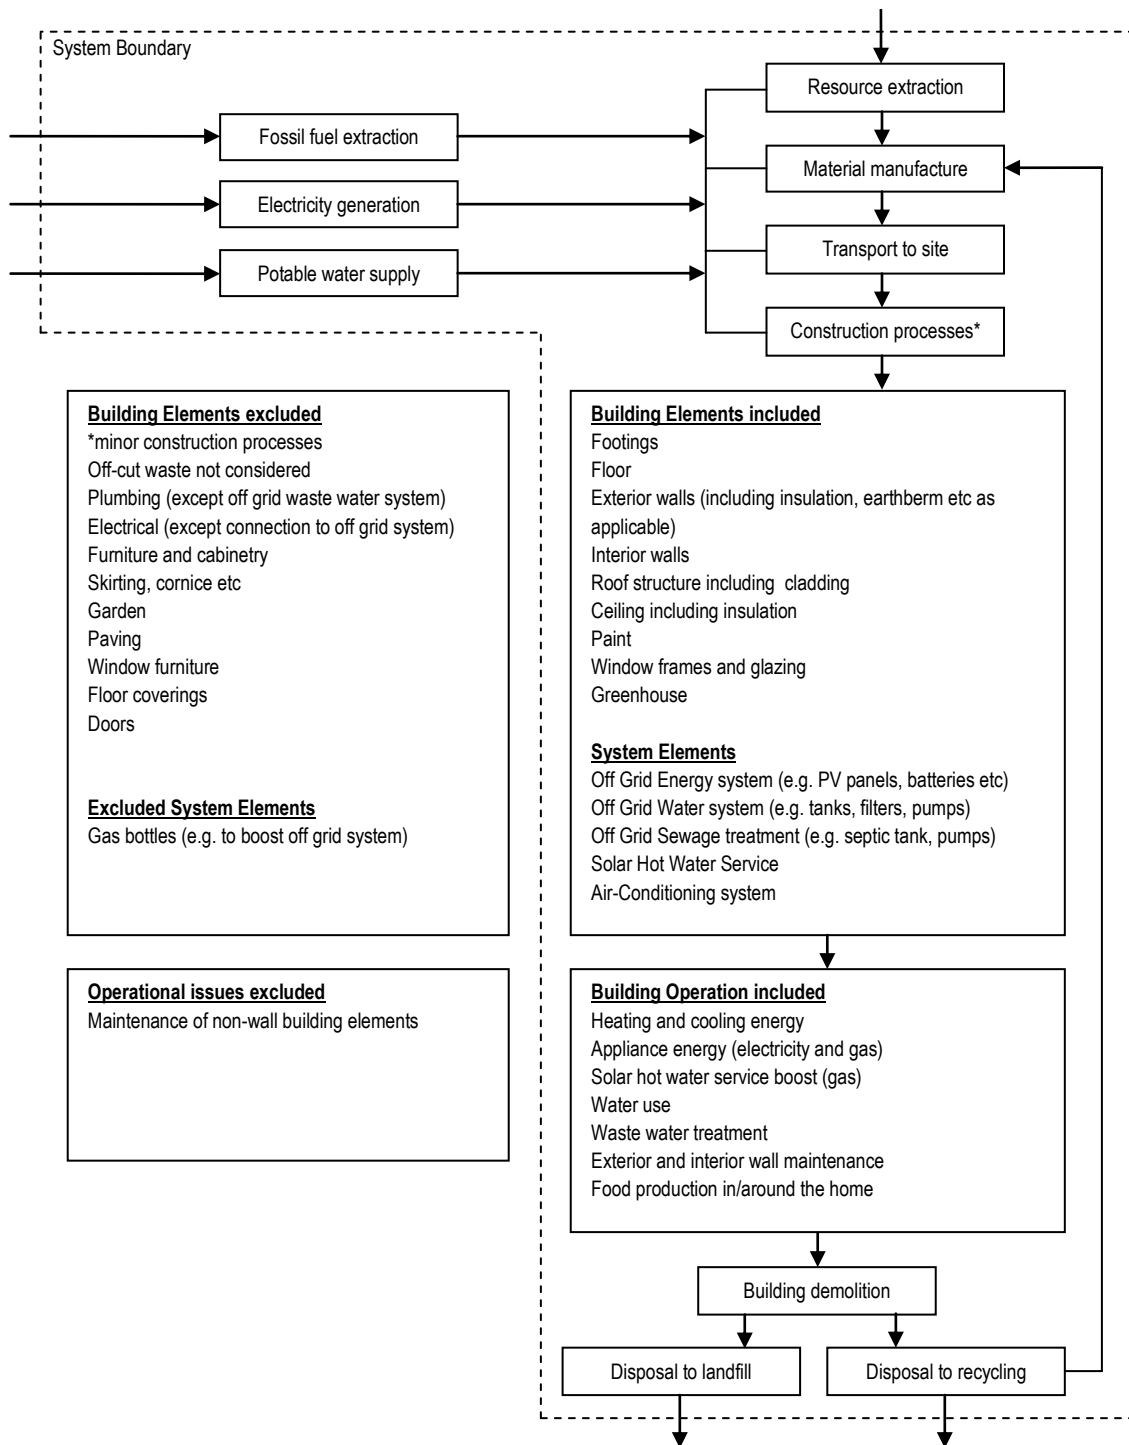 System Boundary
Resource extraction
Fossil fuel extraction
Material manufacture
Electricity generation
Transport to site
Potable water supply
Construction processes*
Building Elements excluded
*minor construction processes
Off-cut waste not considered
Plumbing (except off grid waste water system)
Electrical (except connection to off grid system)
Furniture and cabinetry
Skirting, cornice etc
Garden
Paving
Window furniture
Floor coverings
Doors
Excluded System Elements
Gas bottles (e.g. to boost off grid system)
Building Elements included
Footings
Floor
Exterior walls (including insulation, earthberm etc as
applicable)
Interior walls
Roof structure including cladding
Ceiling including insulation
Paint
Window frames and glazing
Greenhouse
System Elements
Off Grid Energy system (e.g. PV panels, batteries etc)
Off Grid Water system (e.g. tanks, filters, pumps)
Off Grid Sewage treatment (e.g. septic tank, pumps)
Solar Hot Water Service
Air-Conditioning system
Operational issues excluded
Maintenance of non-wall building elements
Building Operation included
Heating and cooling energy
Appliance energy (electricity and gas)
Solar hot water service boost (gas)
Water use
Waste water treatment
Exterior and interior wall maintenance
Food production in/around the home
Building demolition
Disposal to landfill
Disposal to recycling